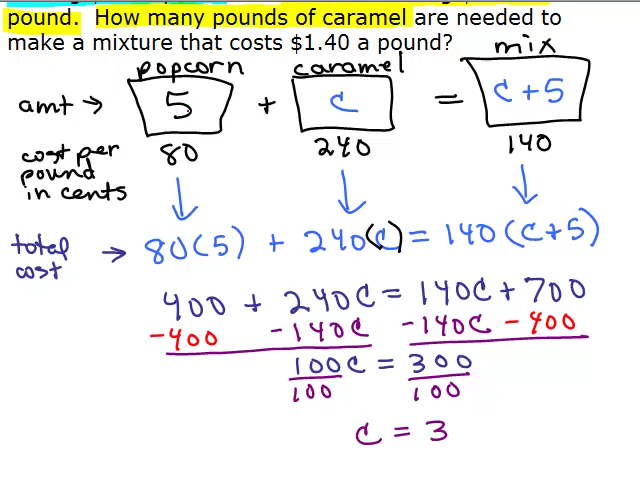 pound. How many pounds of caramel are needed to
make a mixture that costs $1.40 a pound?
popcorn caramel mix
amt → 5 + c = c + 5
cost per pound in cents 80 240 140
total cost → 80(5) + 240(c) = 140(c+5)
400 + 240c = 140c + 700
-400 -140c -140c -400
100c = 300
100 100
c = 3